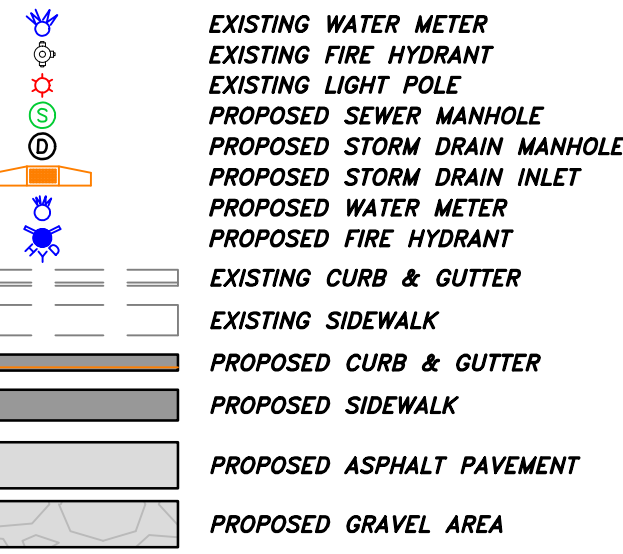 EXISTING WATER METER
EXISTING FIRE HYDRANT
EXISTING LIGHT POLE
S PROPOSED SEWER MANHOLE
D PROPOSED STORM DRAIN MANHOLE
PROPOSED STORM DRAIN INLET
PROPOSED WATER METER
HYD PROPOSED FIRE HYDRANT
EXISTING CURB & GUTTER
EXISTING SIDEWALK
PROPOSED CURB & GUTTER
PROPOSED SIDEWALK
PROPOSED ASPHALT PAVEMENT
PROPOSED GRAVEL AREA